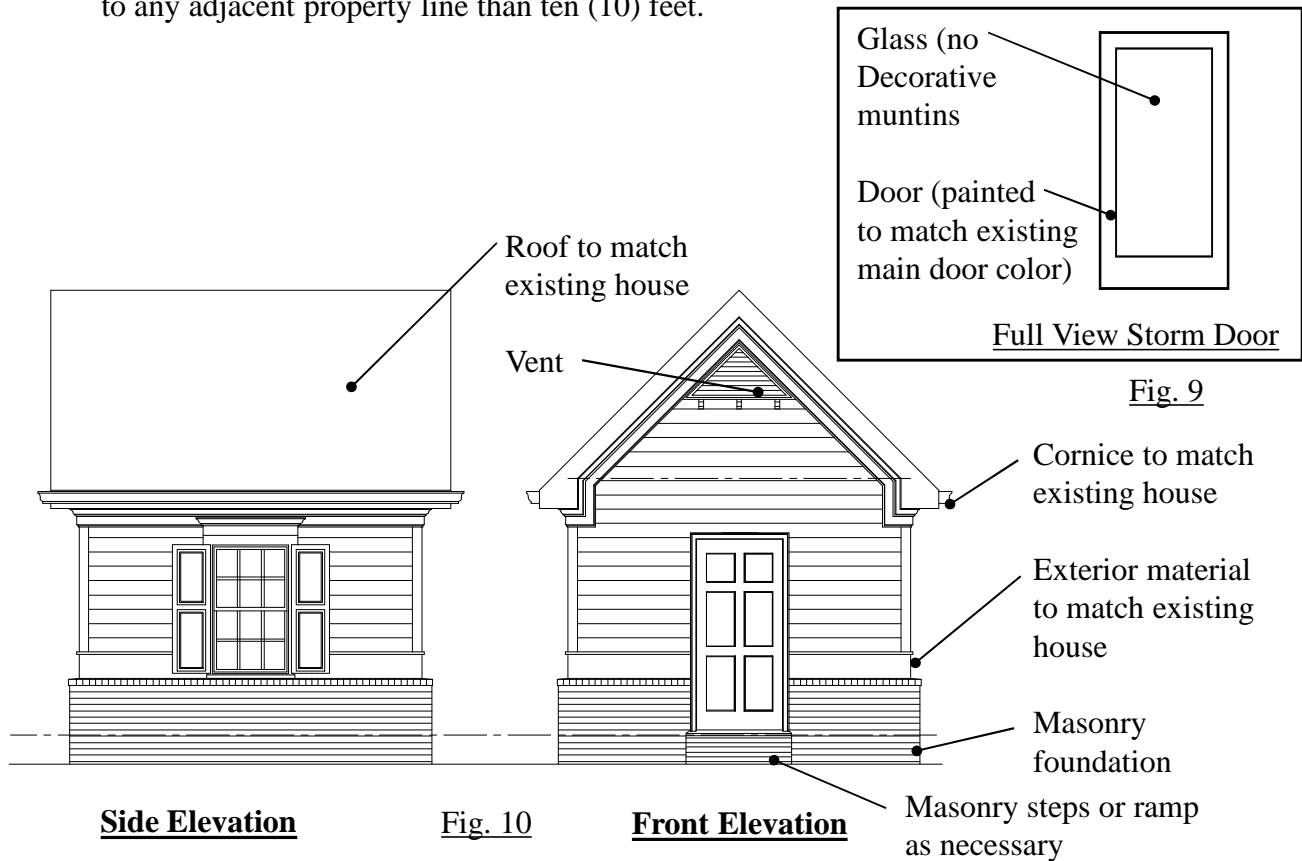 to any adjacent property line than ten (10) feet.
Glass (no
Decorative
muntins
Door (painted
to match existing
main door color)
Full View Storm Door
Fig. 9
Roof to match
existing house
Vent
Cornice to match
existing house
Exterior material
to match existing
house
Masonry
foundation
Masonry steps or ramp
as necessary
Side Elevation
Fig. 10
Front Elevation